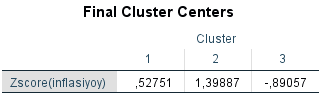 Final Cluster Centers
Cluster
1 2 3
Zscore(inflasiyoy) ,52751 1,39887 -,89057